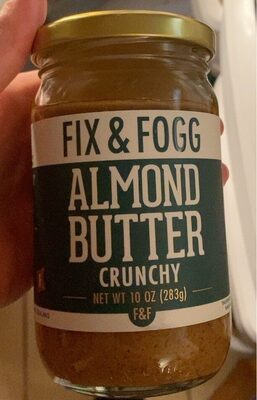 FIX & FOGG
ALMOND
BUTTER
CRUNCHY
NET WT 10 OZ (283g)
F&F